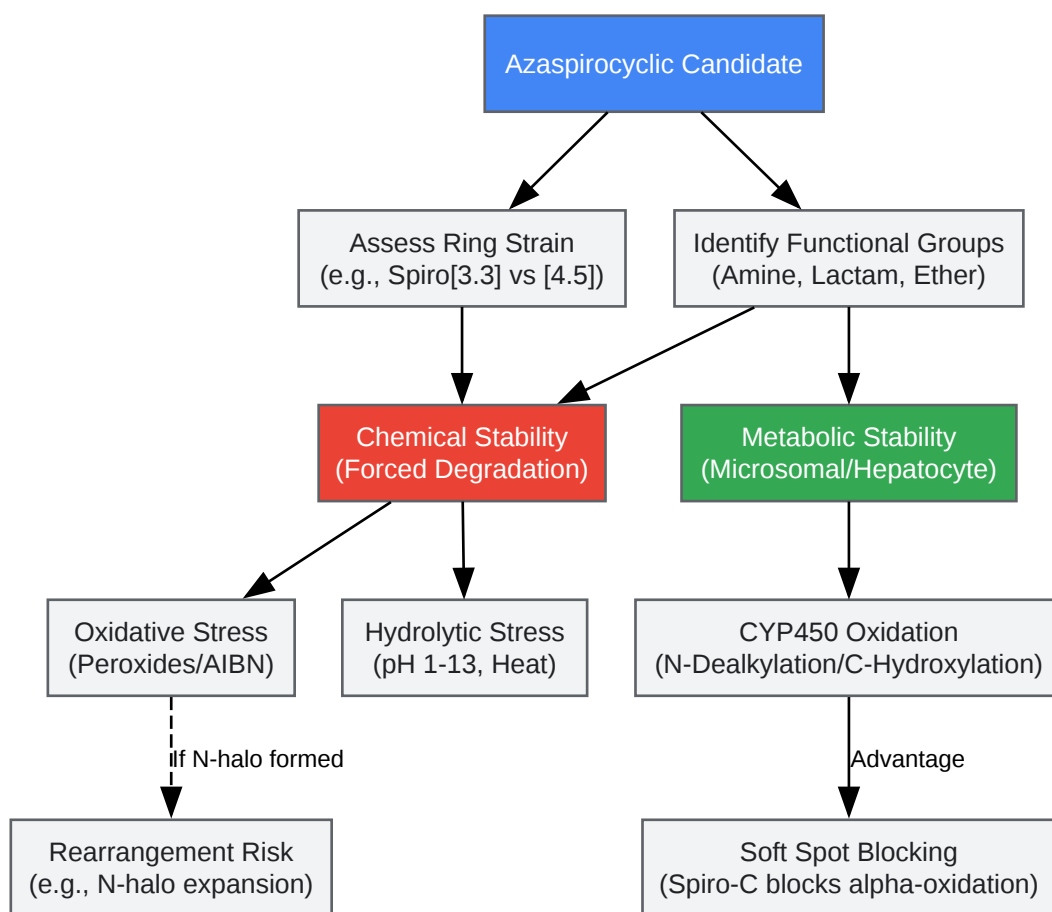 Azaspirocyclic Candidate
Assess Ring Strain
(e.g., Spiro[3.3] vs [4.5])
Identify Functional Groups
(Amine, Lactam, Ether)
Chemical Stability
(Forced Degradation)
Metabolic Stability
(Microsomal/Hepatocyte)
Oxidative Stress
(Peroxides/AIBN)
Hydrolytic Stress
(pH 1-13, Heat)
CYP450 Oxidation
(N-Dealkylation/C-Hydroxylation)
If N-halo formed
Advantage
Rearrangement Risk
(e.g., N-halo expansion)
Soft Spot Blocking
(Spiro-C blocks alpha-oxidation)